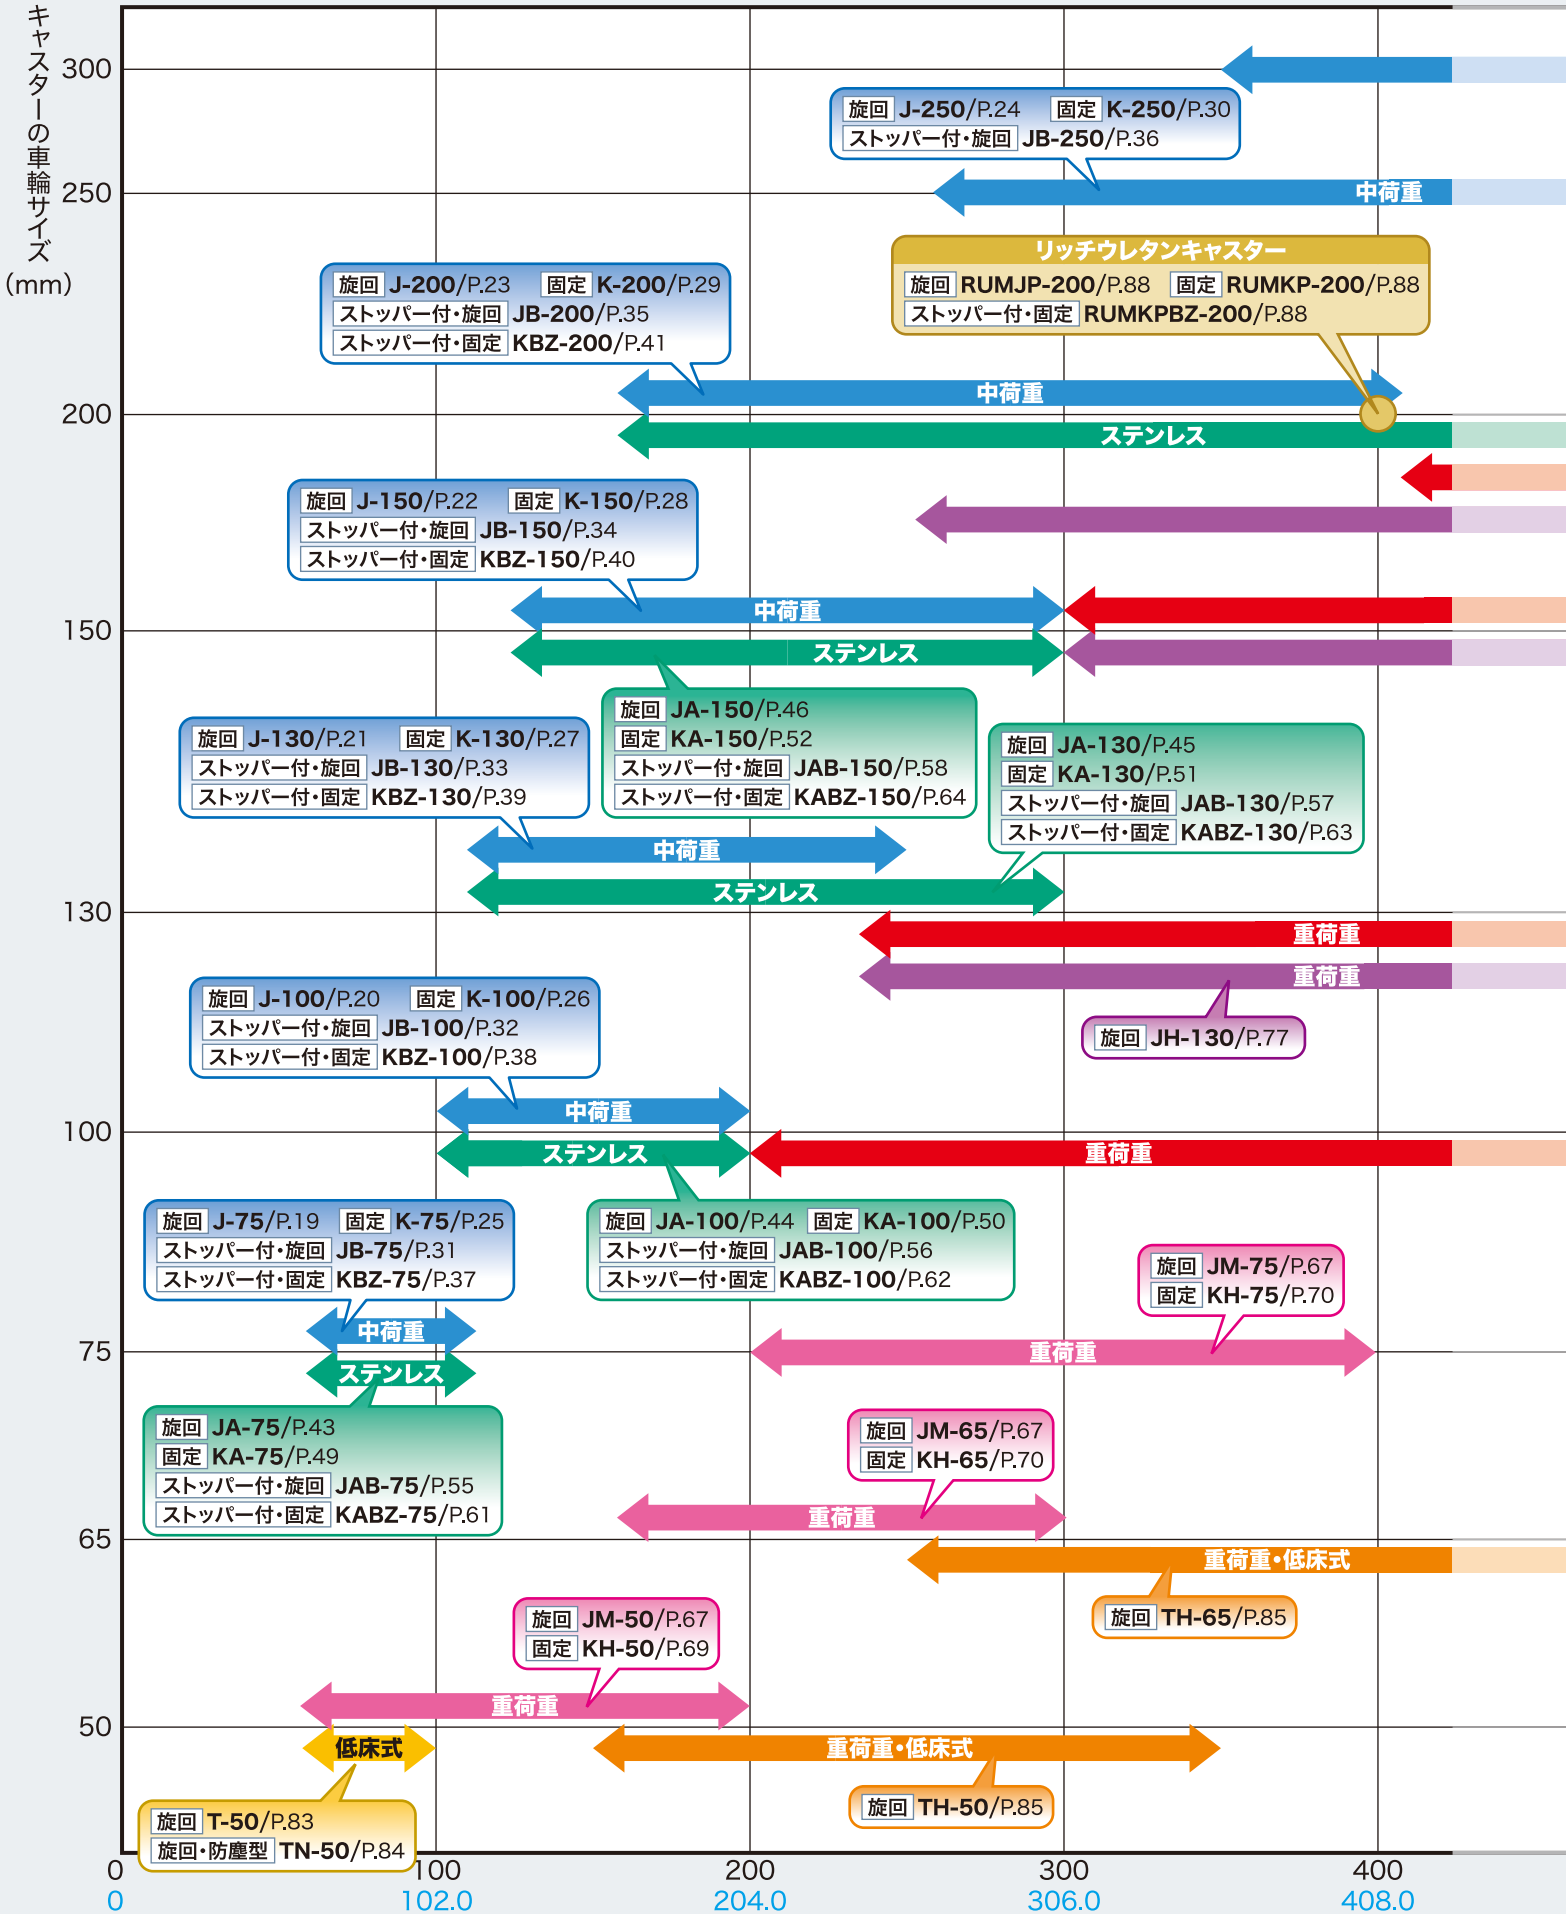 キャスターの車輪サイズ
(mm)
300
旋回 J-250/P.24 固定 K-250/P.30
ストッパー付・旋回 JB-250/P.36
250
中荷重
リッチウレタンキャスター
旋回 RUMJP-200/P.88 固定 RUMKP-200/P.88
ストッパー付・固定 RUMKPBZ-200/P.88
旋回 J-200/P.23 固定 K-200/P.29
ストッパー付・旋回 JB-200/P.35
ストッパー付・固定 KBZ-200/P.41
中荷重
200
ステンレス
旋回 J-150/P.22 固定 K-150/P.28
ストッパー付・旋回 JB-150/P.34
ストッパー付・固定 KBZ-150/P.40
中荷重
150
ステンレス
旋回 JA-150/P.46
固定 KA-150/P.52
ストッパー付・旋回 JAB-150/P.58
ストッパー付・固定 KABZ-150/P.64
旋回 J-130/P.21 固定 K-130/P.27
ストッパー付・旋回 JB-130/P.33
ストッパー付・固定 KBZ-130/P.39
旋回 JA-130/P.45
固定 KA-130/P.51
ストッパー付・旋回 JAB-130/P.57
ストッパー付・固定 KABZ-130/P.63
中荷重
ステンレス
130
重荷重
重荷重
旋回 JH-130/P.77
旋回 J-100/P.20 固定 K-100/P.26
ストッパー付・旋回 JB-100/P.32
ストッパー付・固定 KBZ-100/P.38
中荷重
100
ステンレス
重荷重
旋回 JA-100/P.44 固定 KA-100/P.50
ストッパー付・旋回 JAB-100/P.56
ストッパー付・固定 KABZ-100/P.62
旋回 J-75/P.19 固定 K-75/P.25
ストッパー付・旋回 JB-75/P.31
ストッパー付・固定 KBZ-75/P.37
旋回 JM-75/P.67
固定 KH-75/P.70
中荷重
75
重荷重
ステンレス
旋回 JA-75/P.43
固定 KA-75/P.49
ストッパー付・旋回 JAB-75/P.55
ストッパー付・固定 KABZ-75/P.61
旋回 JM-65/P.67
固定 KH-65/P.70
重荷重
65
重荷重・低床式
旋回 TH-65/P.85
旋回 JM-50/P.67
固定 KH-50/P.69
重荷重
50
低床式
重荷重・低床式
旋回 TH-50/P.85
旋回 T-50/P.83
旋回・防塵型 TN-50/P.84
0 100 200 300 400
0 102.0 204.0 306.0 408.0